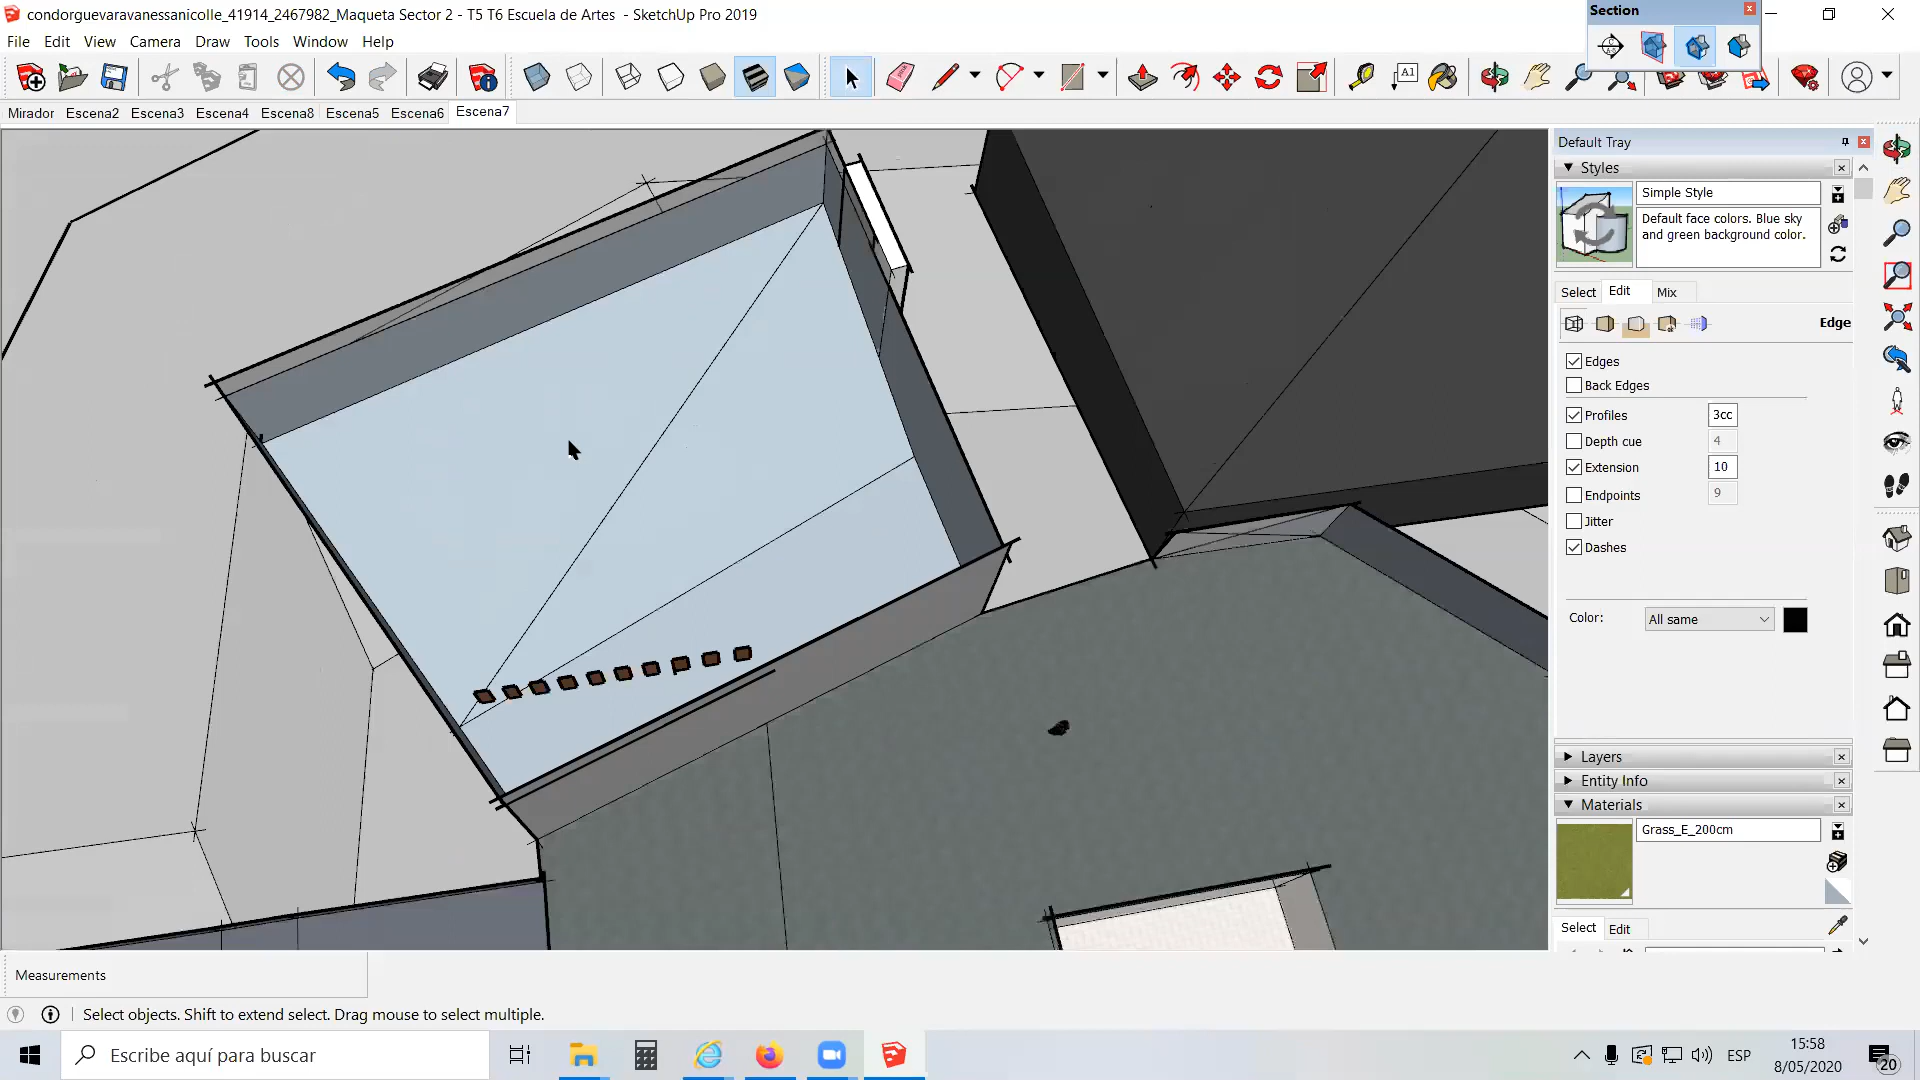 condorguevaravanessanicolle_41914_2467982_Maqueta Sector 2 - T5 T6 Escuela de Artes - SketchUp Pro 2019
Section
File Edit View Camera Draw Tools Window Help
A1
Mirador Escena2 Escena3 Escena4 Escena8 Escena5 Escena6 Escena7
Default Tray
Styles
Simple Style
Default face colors. Blue sky
and green background color.
Select Edit Mix
Edge
Edges
Back Edges
Profiles 3cc
Depth cue 4
Extension 10
Endpoints 9
Jitter
Dashes
Color: All same
Layers
Entity Info
Materials
Grass_E_200cm
Select Edit
Measurements
Select objects. Shift to extend select. Drag mouse to select multiple.
Escribe aquí para buscar
ESP
15:58
8/05/2020
20